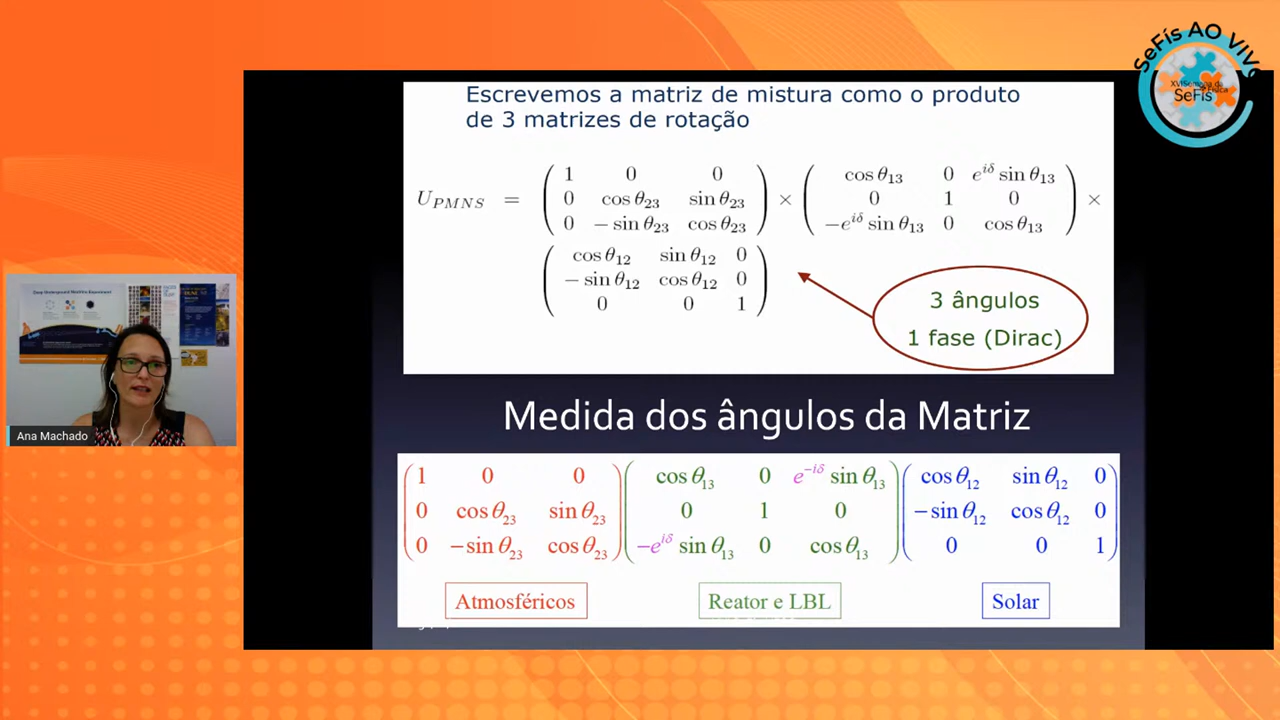 SeFís AO VIVO
XVI Semana da Física
SeFís
Escrevemos a matriz de mistura como o produto
de 3 matrizes de rotação
U_PMNS = ( 1 0 0 ) × ( cos θ₁₃ 0 e^{iδ} sin θ₁₃ ) ×
( 0 cos θ₂₃ sin θ₂₃ ) ( 0 1 0 )
( 0 − sin θ₂₃ cos θ₂₃ ) ( −e^{iδ} sin θ₁₃ 0 cos θ₁₃ )
( cos θ₁₂ sin θ₁₂ 0 )
( − sin θ₁₂ cos θ₁₂ 0 )
( 0 0 1 )
3 ângulos
1 fase (Dirac)
Deep Underground Neutrino Experiment
Ana Machado
Medida dos ângulos da Matriz
( 1 0 0 ) ( cos θ₁₃ 0 e^{−iδ} sin θ₁₃ ) ( cos θ₁₂ sin θ₁₂ 0 )
( 0 cos θ₂₃ sin θ₂₃ ) ( 0 1 0 ) ( −sin θ₁₂ cos θ₁₂ 0 )
( 0 −sin θ₂₃ cos θ₂₃ ) ( −e^{iδ} sin θ₁₃ 0 cos θ₁₃ ) ( 0 0 1 )
Atmosféricos
Reator e LBL
Solar